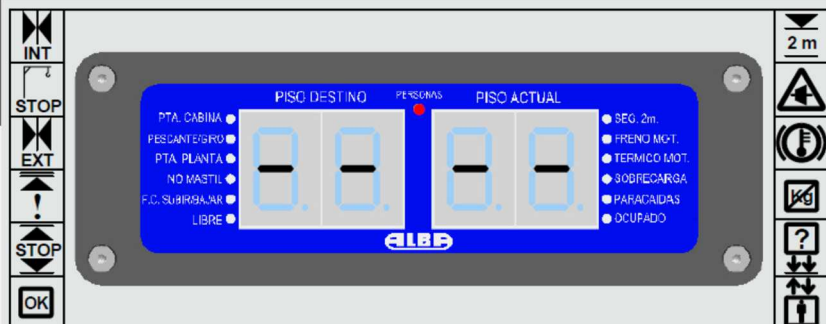 INT
STOP
EXT
!
STOP
OK
PISO DESTINO
PERSONAS
PISO ACTUAL
PTA. CABINA
PESCANTE/GIRO
PTA. PLANTA
NO MASTIL
F.C. SUBIR/BAJAR
LIBRE
- -
- -
SEG. 2m.
FRENO MOT.
TERMICO MOT.
SOBRECARGA
PARACAIDAS
OCUPADO
ALBA
2 m
Kg
?